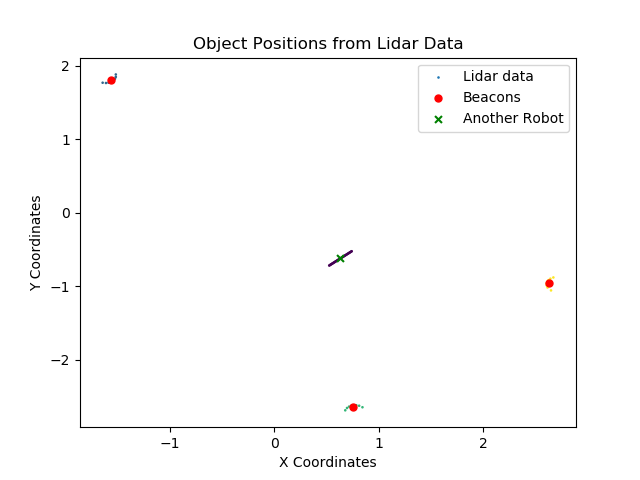 Object Positions from Lidar Data
Lidar data
Beacons
Another Robot
2
1
0
−1
−2
Y Coordinates
−1
0
1
2
X Coordinates